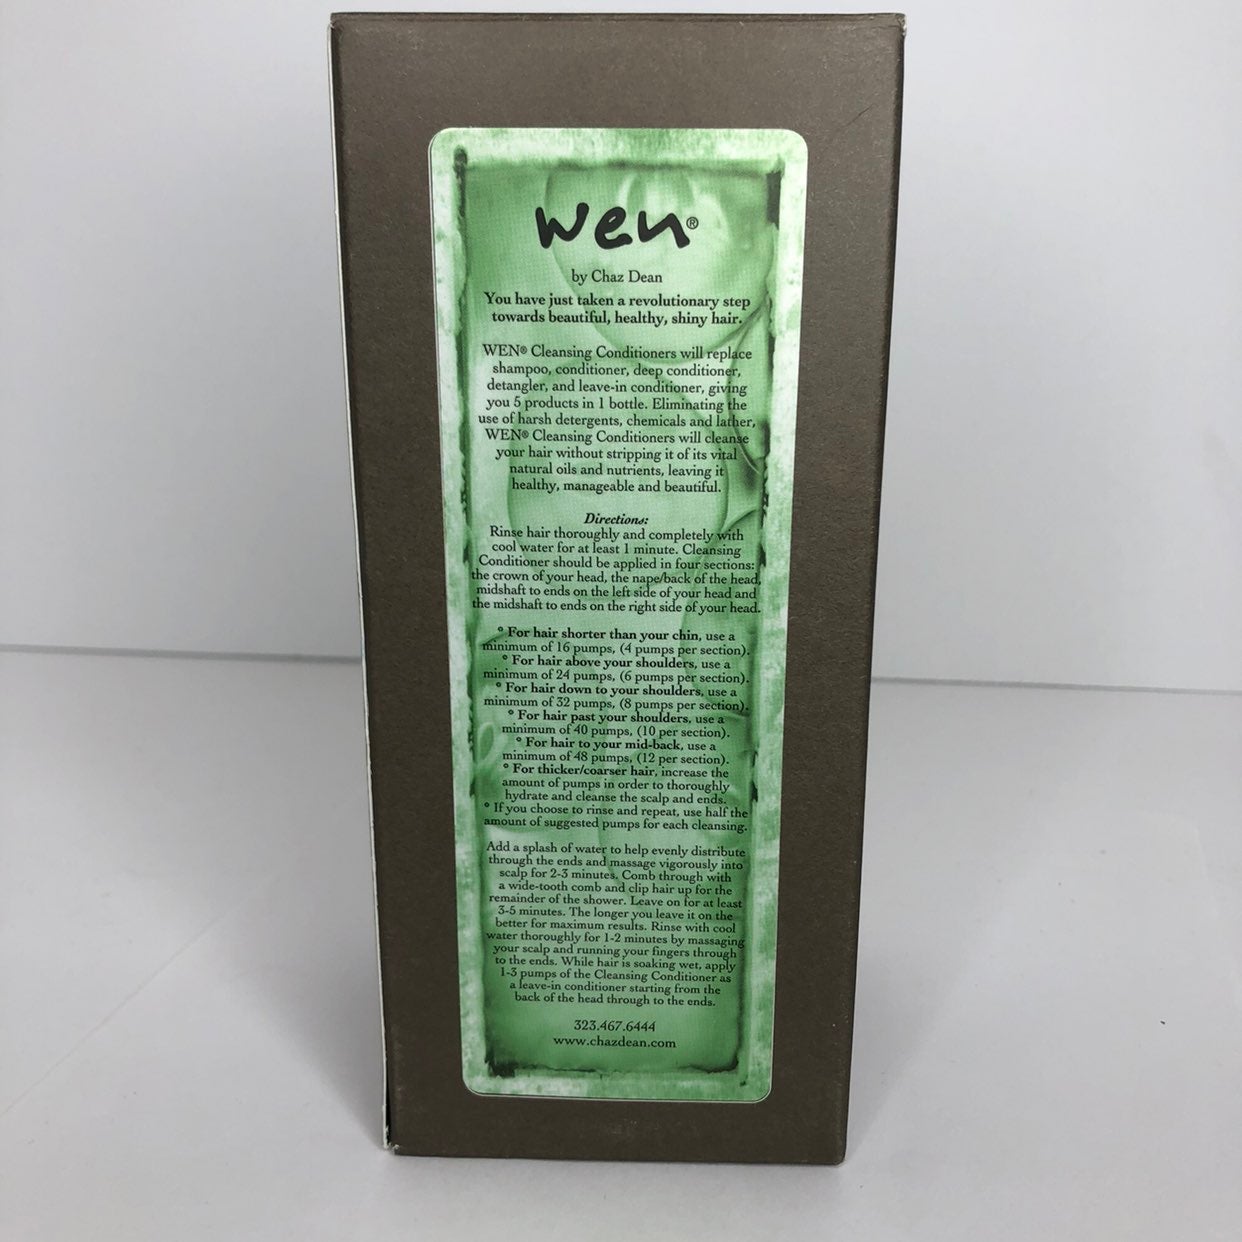 wen®
by Chaz Dean
You have just taken a revolutionary step
towards beautiful, healthy, shiny hair.
WEN® Cleansing Conditioners will replace
shampoo, conditioner, deep conditioner,
detangler, and leave-in conditioner, giving
you 5 products in 1 bottle. Eliminating the
use of harsh detergents, chemicals and lather,
WEN® Cleansing Conditioners will cleanse
your hair without stripping it of its vital
natural oils and nutrients, leaving it
healthy, manageable and beautiful.
Directions:
Rinse hair thoroughly and completely with
cool water for at least 1 minute. Cleansing
Conditioner should be applied in four sections:
the crown of your head, the nape/back of the head,
midshaft to ends on the left side of your head and
the midshaft to ends on the right side of your head.
° For hair shorter than your chin, use a
minimum of 16 pumps, (4 pumps per section).
° For hair above your shoulders, use a
minimum of 24 pumps, (6 pumps per section).
° For hair down to your shoulders, use a
minimum of 32 pumps, (8 pumps per section).
° For hair past your shoulders, use a
minimum of 40 pumps, (10 per section).
° For hair to your mid-back, use a
minimum of 48 pumps, (12 per section).
° For thicker/coarser hair, increase the
amount of pumps in order to thoroughly
hydrate and cleanse the scalp and ends.
° If you choose to rinse and repeat, use half the
amount of suggested pumps for each cleansing.
Add a splash of water to help evenly distribute
through the ends and massage vigorously into
scalp for 2-3 minutes. Comb through with
a wide-tooth comb and clip hair up for the
remainder of the shower. Leave on for at least
3-5 minutes. The longer you leave it on the
better for maximum results. Rinse with cool
water thoroughly for 1-2 minutes by massaging
your scalp and running your fingers through
to the ends. While hair is soaking wet, apply
1-3 pumps of the Cleansing Conditioner as
a leave-in conditioner starting from the
back of the head through to the ends.
323.467.6444
www.chazdean.com